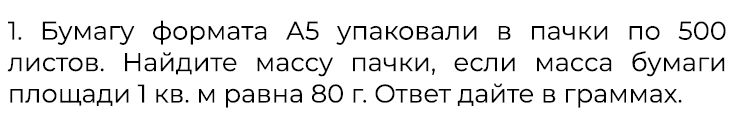 1. Бумагу формата А5 упаковали в пачки по 500
листов. Найдите массу пачки, если масса бумаги
площади 1 кв. м равна 80 г. Ответ дайте в граммах.